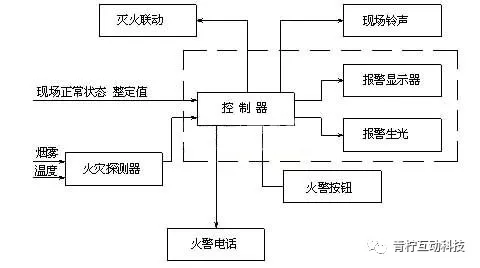 灭火联动
现场铃声
现场正常状态 整定值
控制器
报警显示器
报警生光
烟雾
温度
火灾探测器
火警按钮
火警电话
青柠互动科技